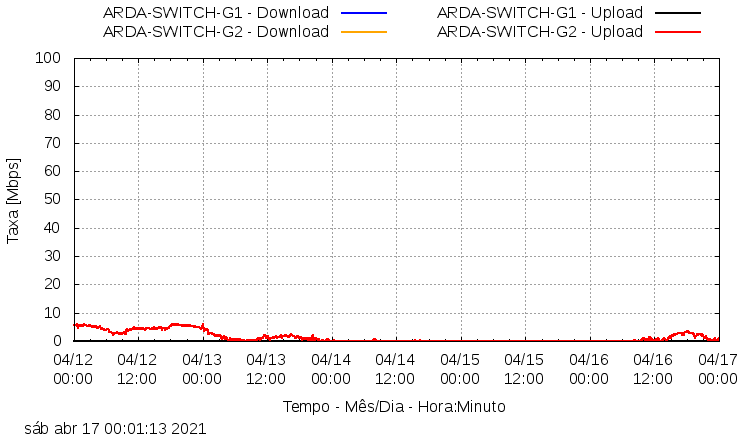 ARDA-SWITCH-G1 - Download
ARDA-SWITCH-G1 - Upload
ARDA-SWITCH-G2 - Download
ARDA-SWITCH-G2 - Upload
100
90
80
70
60
50
40
30
20
10
0
Taxa [Mbps]
04/12 04/12 04/13 04/13 04/14 04/14 04/15 04/15 04/16 04/16 04/17
00:00 12:00 00:00 12:00 00:00 12:00 00:00 12:00 00:00 12:00 00:00
Tempo - Mês/Dia - Hora:Minuto
sáb abr 17 00:01:13 2021